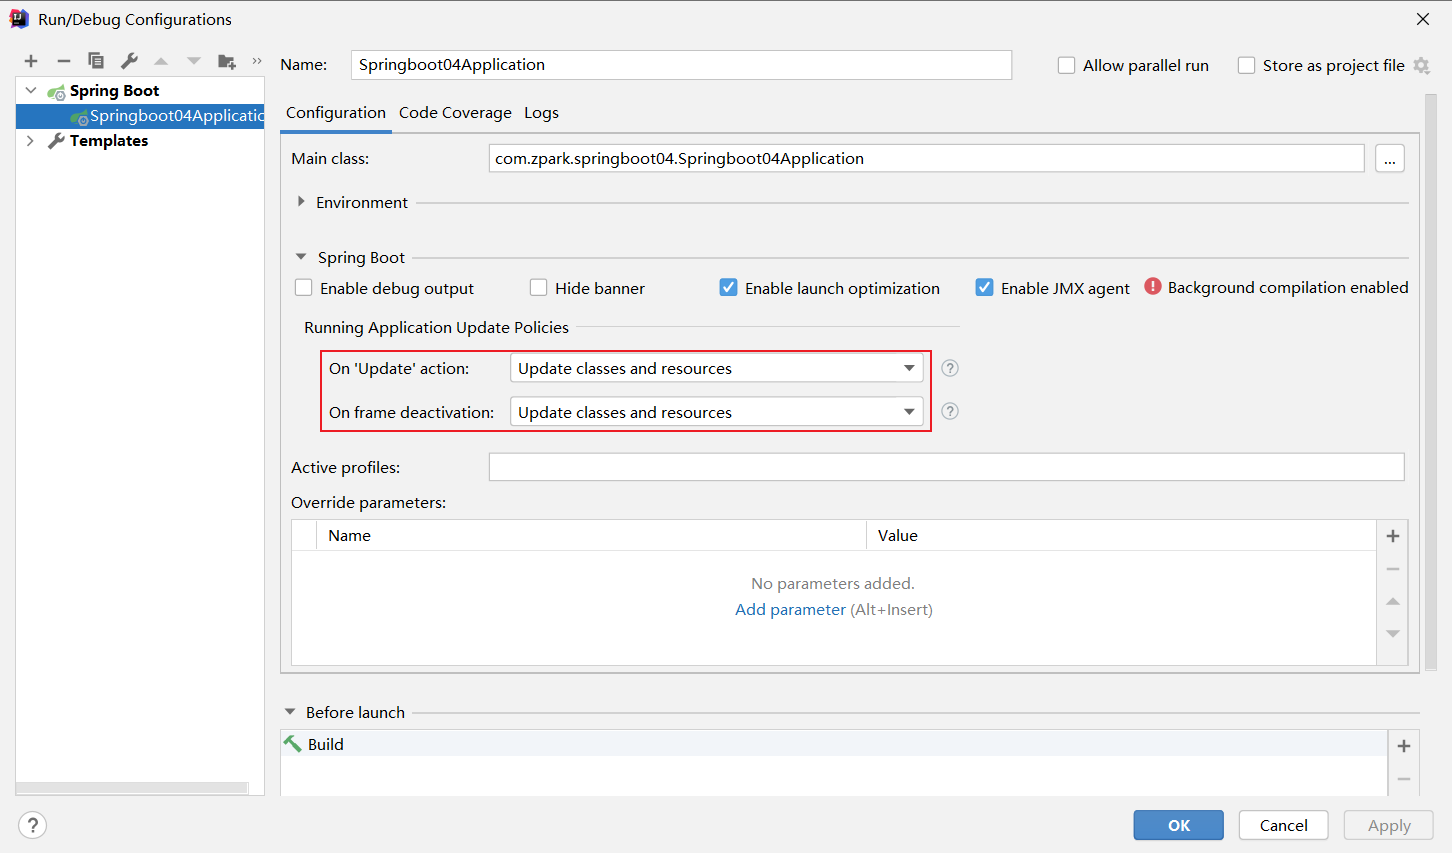 Run/Debug Configurations
Name: Springboot04Application Allow parallel run Store as project file
Spring Boot
Springboot04Applicatio
Templates
Configuration Code Coverage Logs
Main class: com.zpark.springboot04.Springboot04Application ...
Environment
Spring Boot
Enable debug output Hide banner Enable launch optimization Enable JMX agent Background compilation enabled
Running Application Update Policies
On 'Update' action: Update classes and resources ?
On frame deactivation: Update classes and resources ?
Active profiles:
Override parameters:
Name Value
No parameters added.
Add parameter (Alt+Insert)
Before launch
Build
? OK Cancel Apply